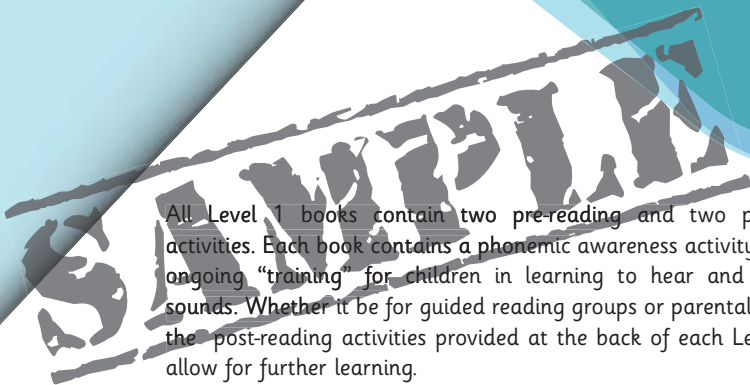 SAMPLE
All Level 1 books contain two pre-reading and two
activities. Each book contains a phonemic awareness
ongoing “training” for children in learning to hear and
sounds. Whether it be for guided reading groups or parental
the post-reading activities provided at the back of each
allow for further learning.